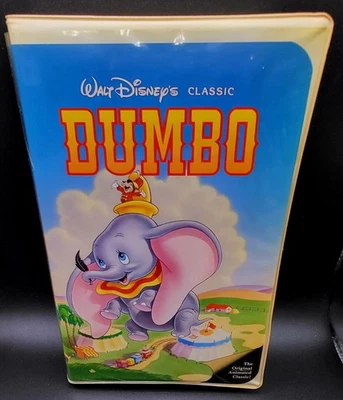 WALT DISNEY'S CLASSIC
DUMBO
The
Original
Animated
Classic!